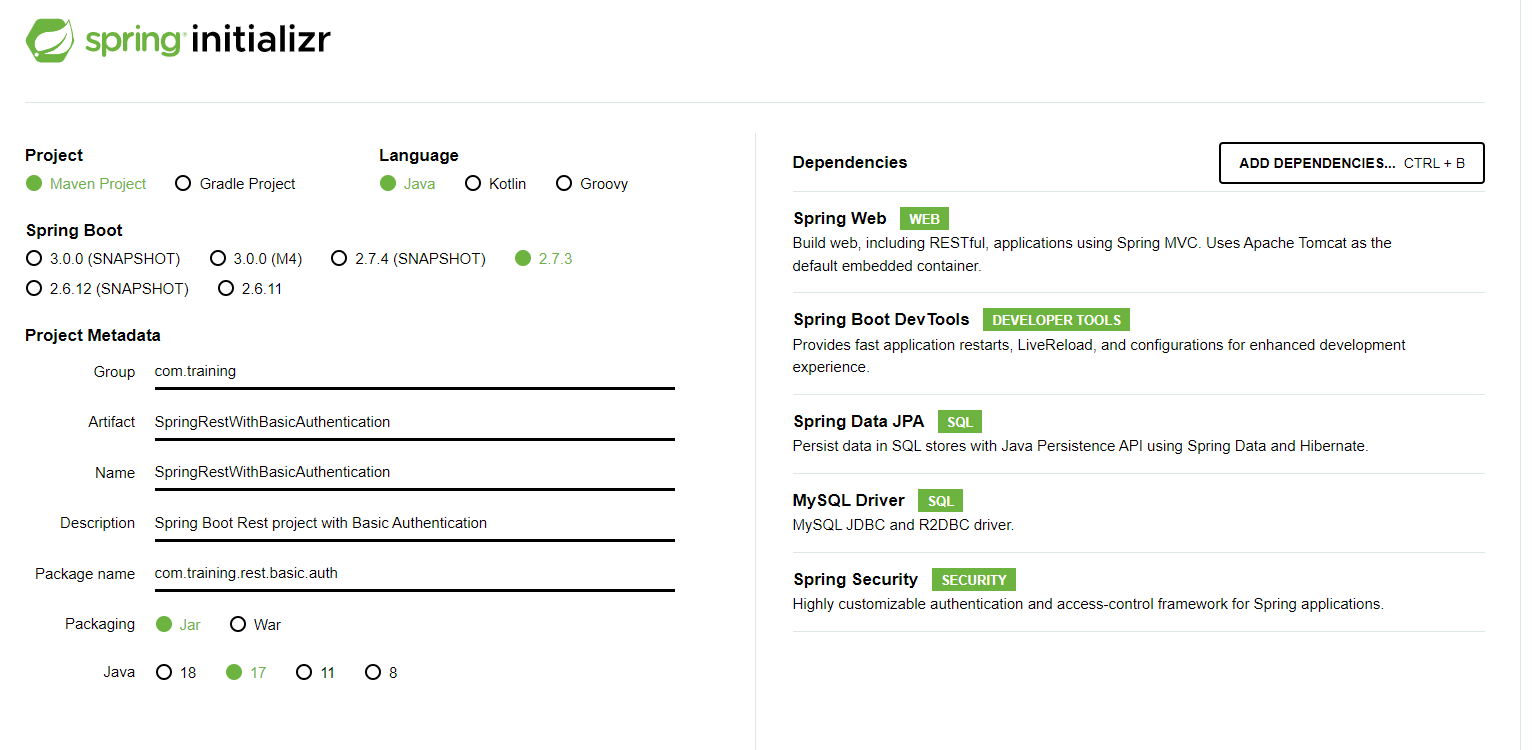 spring initializr
Project
Maven Project Gradle Project
Language
Java Kotlin Groovy
Spring Boot
3.0.0 (SNAPSHOT) 3.0.0 (M4) 2.7.4 (SNAPSHOT) 2.7.3
2.6.12 (SNAPSHOT) 2.6.11
Project Metadata
Group com.training
Artifact SpringRestWithBasicAuthentication
Name SpringRestWithBasicAuthentication
Description Spring Boot Rest project with Basic Authentication
Package name com.training.rest.basic.auth
Packaging Jar War
Java 18 17 11 8
Dependencies ADD DEPENDENCIES... CTRL + B
Spring Web WEB
Build web, including RESTful, applications using Spring MVC. Uses Apache Tomcat as the
default embedded container.
Spring Boot DevTools DEVELOPER TOOLS
Provides fast application restarts, LiveReload, and configurations for enhanced development
experience.
Spring Data JPA SQL
Persist data in SQL stores with Java Persistence API using Spring Data and Hibernate.
MySQL Driver SQL
MySQL JDBC and R2DBC driver.
Spring Security SECURITY
Highly customizable authentication and access-control framework for Spring applications.